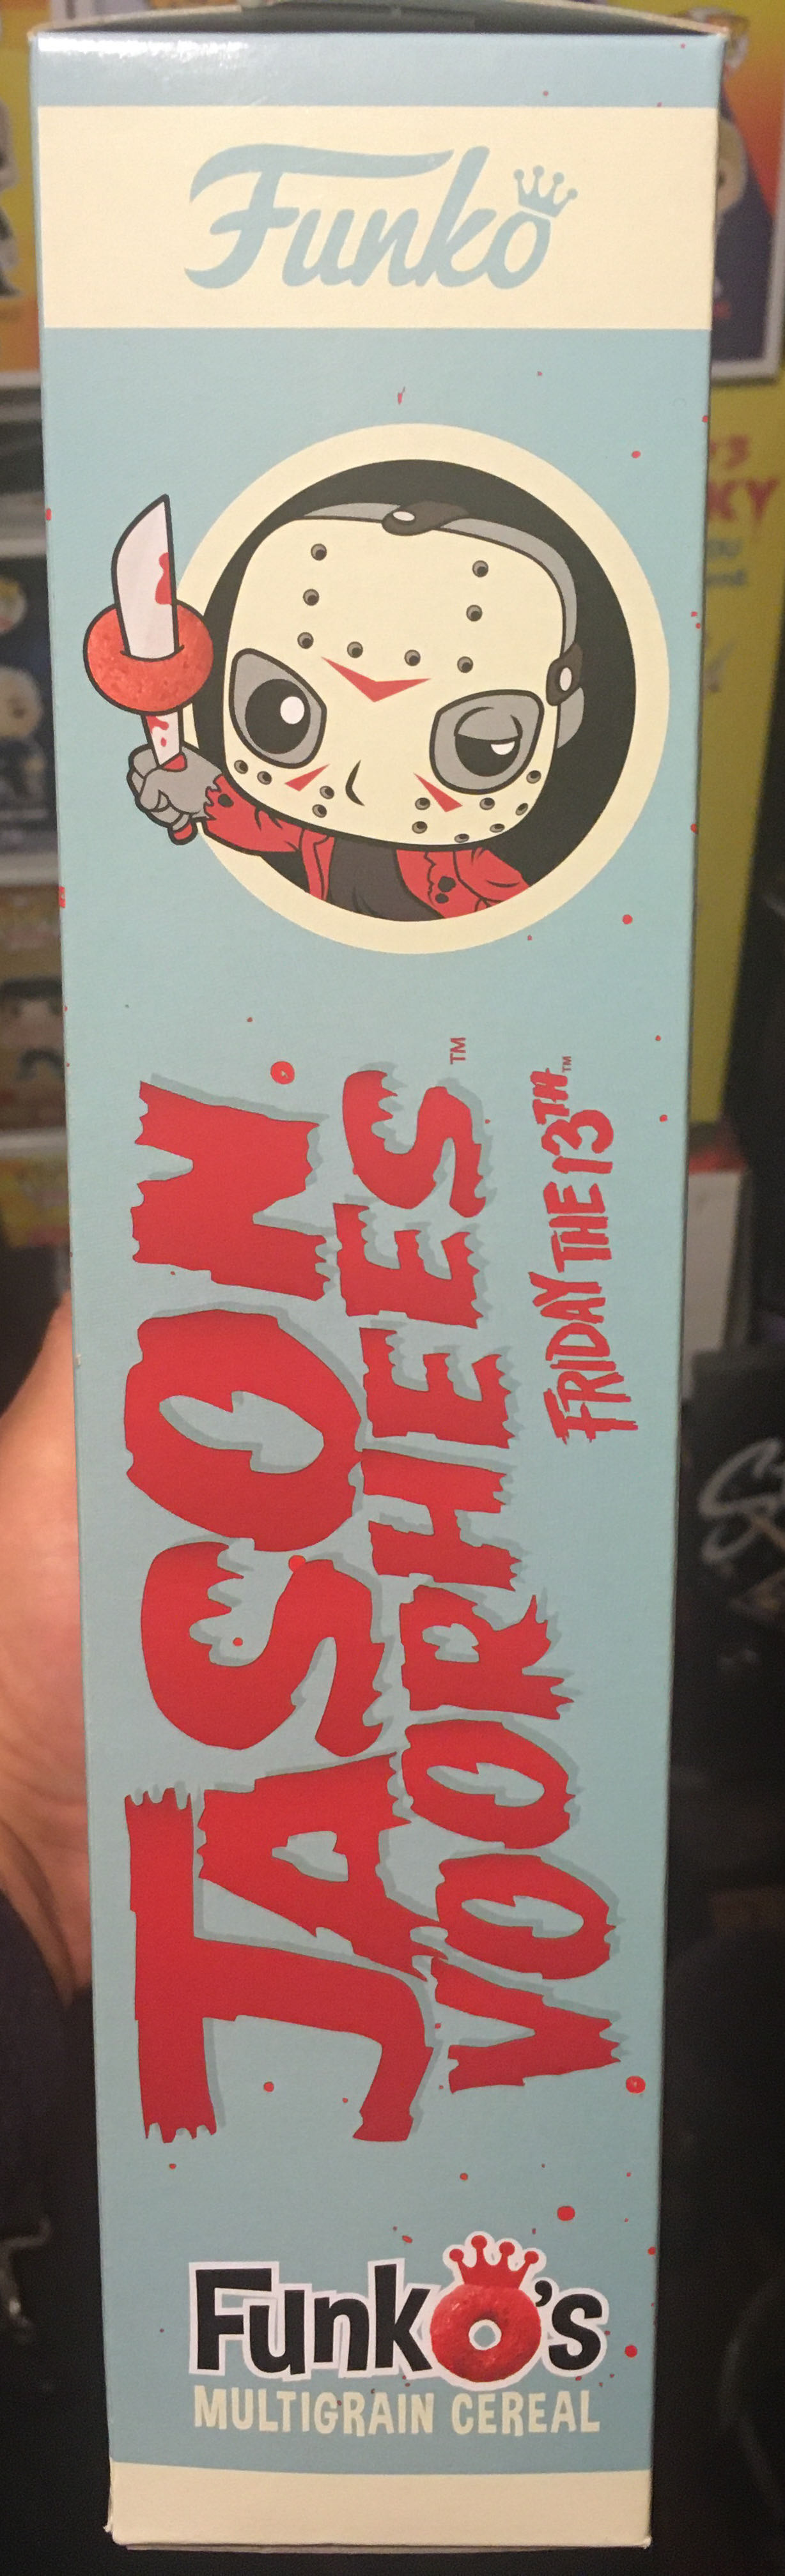 Funko
JASON
VOORHEES™
FRIDAY THE 13TH™
FunkO's
MULTIGRAIN CEREAL